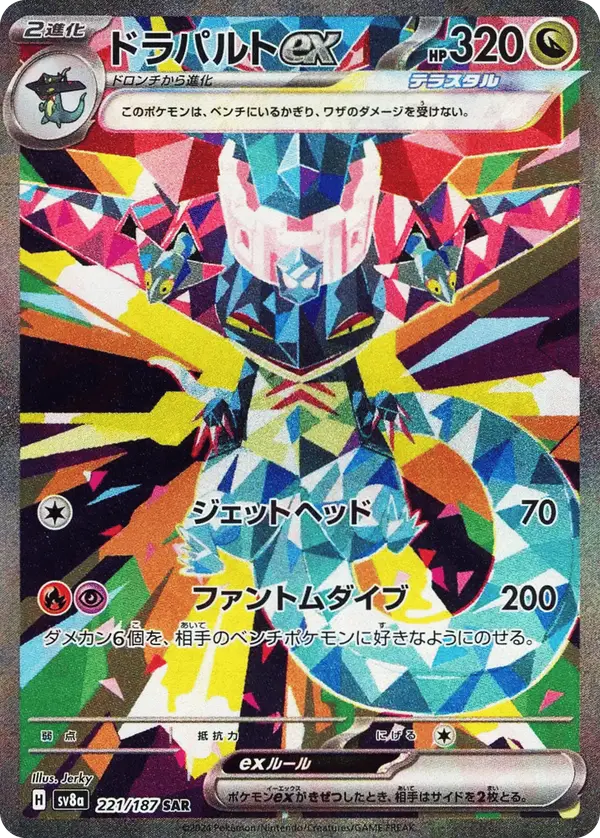 2進化
ドラパルトex
HP320
ドロンチから進化
テラスタル
このポケモンは、ベンチにいるかぎり、ワザのダメージを受けない。
ジェットヘッド 70
ファントムダイブ 200
ダメカン6個を、相手のベンチポケモンに好きなようにのせる。
弱点 抵抗力 にげる
Illus. Jerky
exルール
H sv8a 221/187 SAR
ポケモンexがきぜつしたとき、相手はサイドを2枚とる。
©2024 Pokémon/Nintendo/Creatures/GAME FREAK